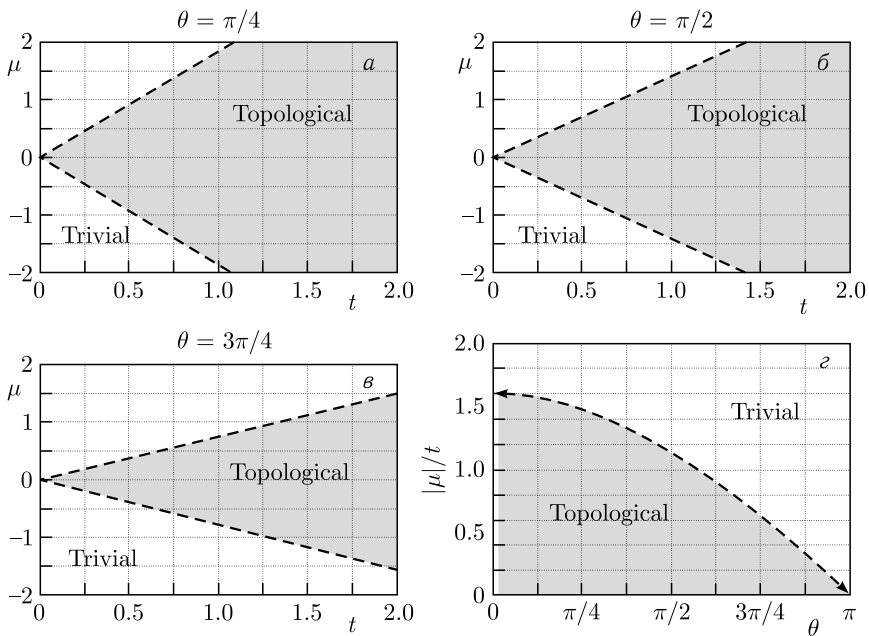 θ = π/4
2
μ
а
1
Topological
0
–1
Trivial
–2
0 0.5 1.0 1.5 2.0
t
θ = π/2
2
μ
б
1
Topological
0
–1
Trivial
–2
0 0.5 1.0 1.5 2.0
t
θ = 3π/4
2
μ
в
1
Topological
0
–1
Trivial
–2
0 0.5 1.0 1.5 2.0
t
2.0
г
1.5
Trivial
|μ|/t
1.0
Topological
0.5
0
π/4 π/2 3π/4 π
θ